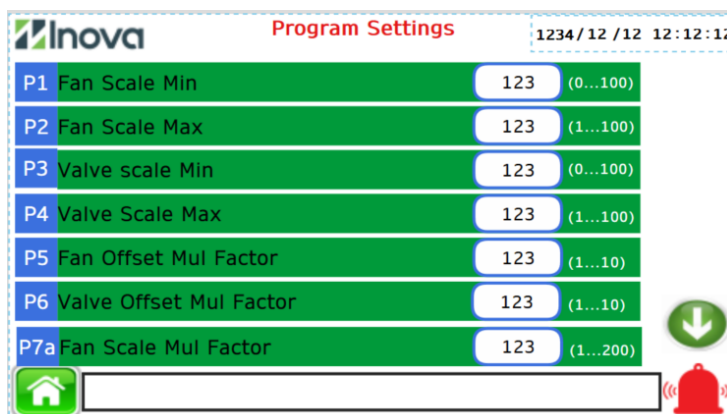 Inova
Program Settings
1234/12/12 12:12:12
P1 Fan Scale Min 123 (0...100)
P2 Fan Scale Max 123 (1...100)
P3 Valve scale Min 123 (0...100)
P4 Valve Scale Max 123 (1...100)
P5 Fan Offset Mul Factor 123 (1...10)
P6 Valve Offset Mul Factor 123 (1...10)
P7a Fan Scale Mul Factor 123 (1...200)